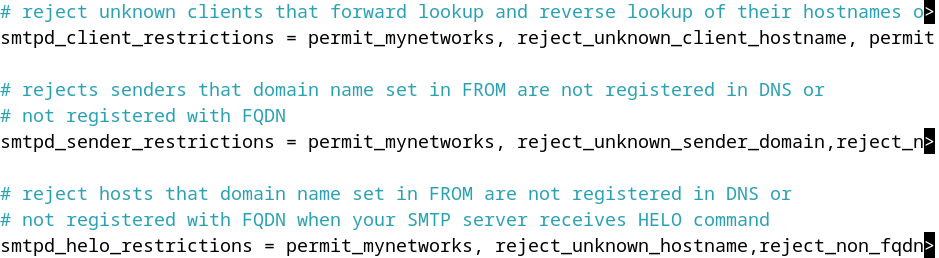 # reject unknown clients that forward lookup and reverse lookup of their hostnames o>
smtpd_client_restrictions = permit_mynetworks, reject_unknown_client_hostname, permit
# rejects senders that domain name set in FROM are not registered in DNS or
# not registered with FQDN
smtpd_sender_restrictions = permit_mynetworks, reject_unknown_sender_domain,reject_n>
# reject hosts that domain name set in FROM are not registered in DNS or
# not registered with FQDN when your SMTP server receives HELO command
smtpd_helo_restrictions = permit_mynetworks, reject_unknown_hostname,reject_non_fqdn>